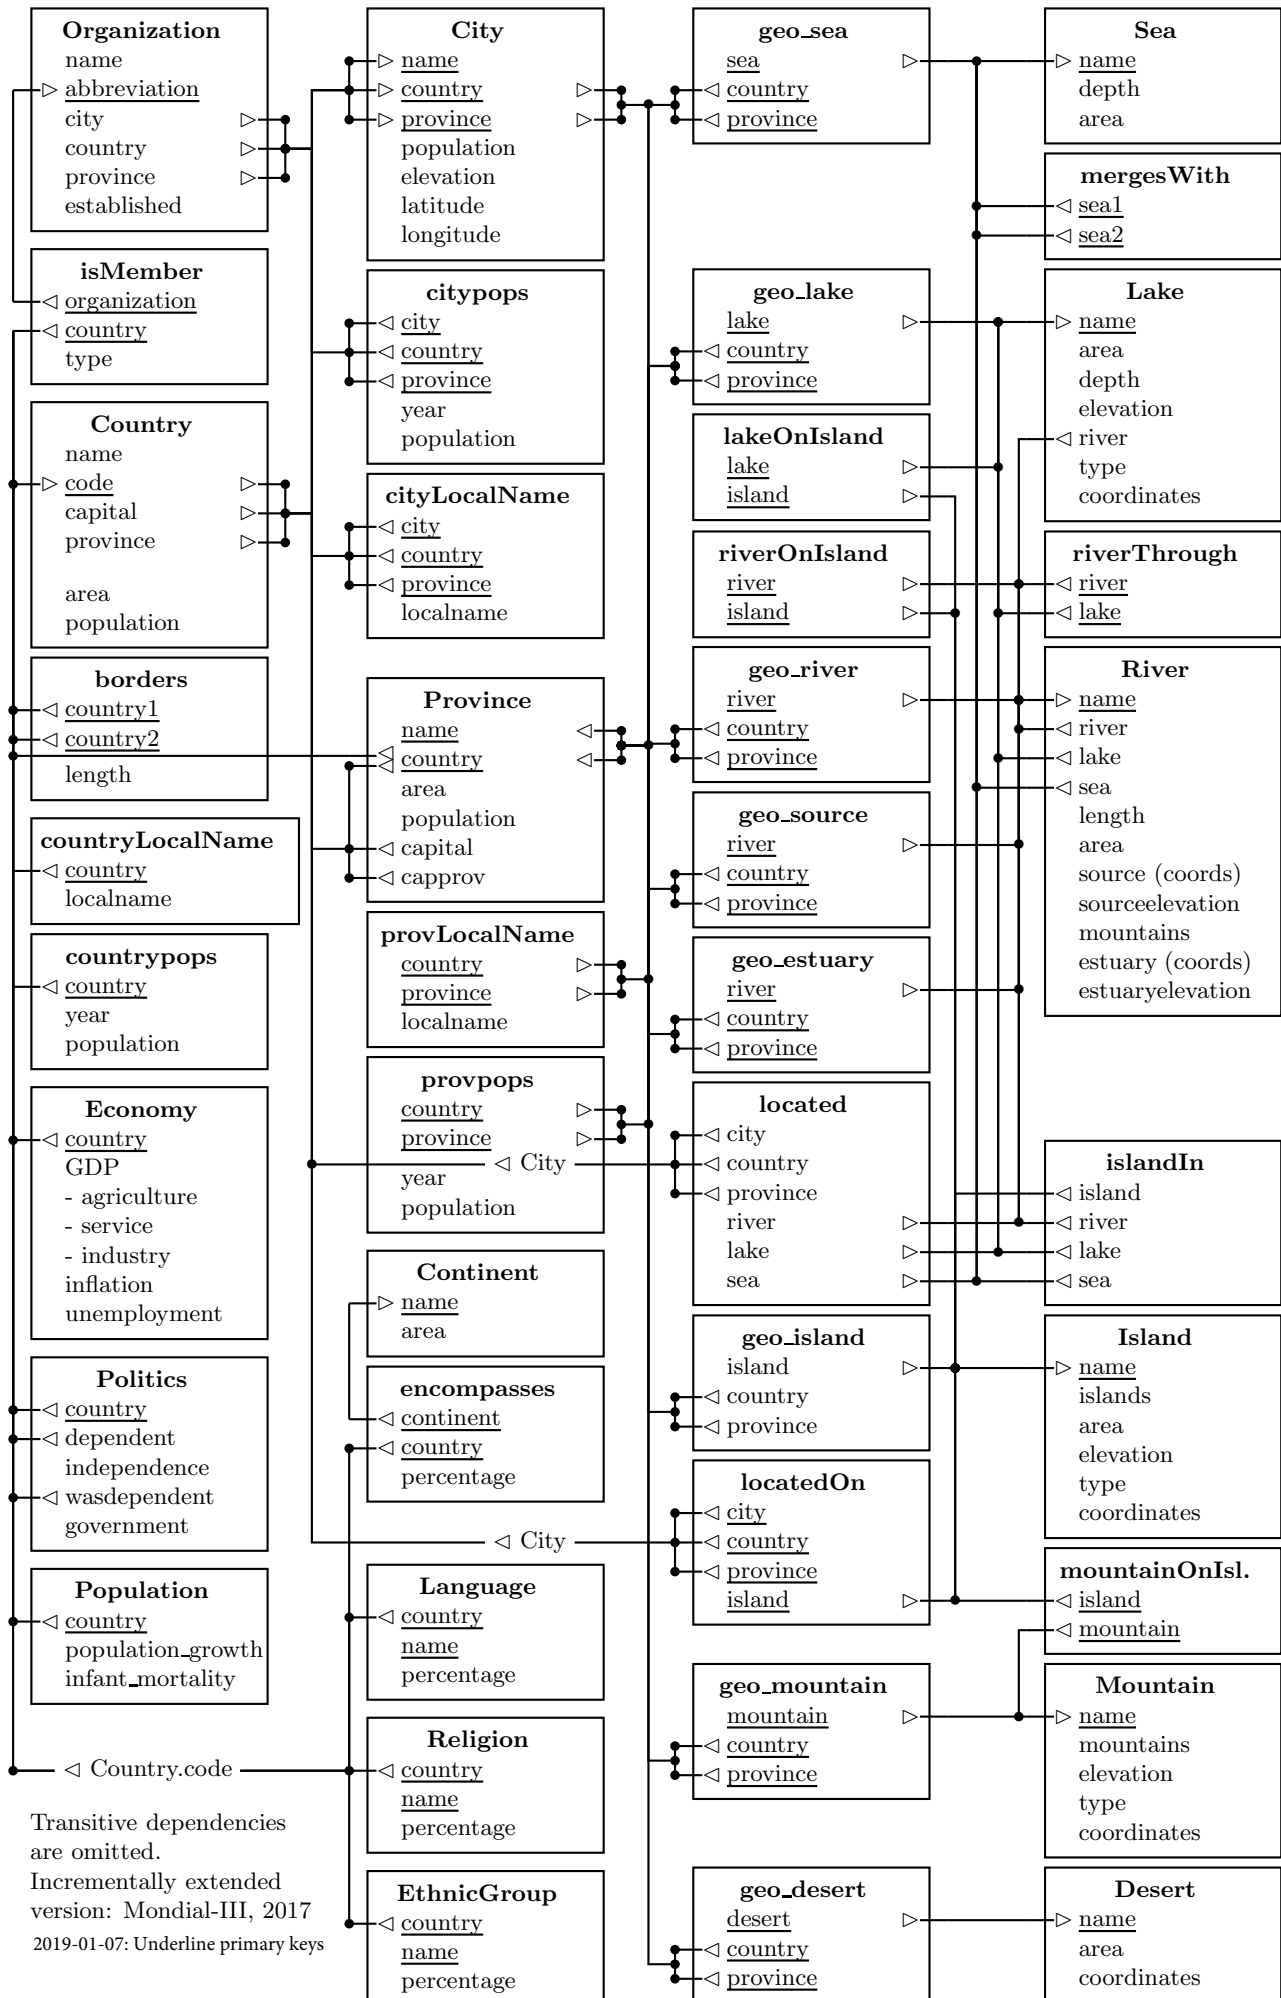 Organization
name
abbreviation
city
country
province
established
isMember
organization
country
type
Country
name
code
capital
province
area
population
borders
country1
country2
length
countryLocalName
country
localname
countrypops
country
year
population
Economy
country
GDP
- agriculture
- service
- industry
inflation
unemployment
Politics
country
dependent
independence
wasdependent
government
Population
country
population_growth
infant_mortality
Country.code
Transitive dependencies
are omitted.
Incrementally extended
version: Mondial-III, 2017
2019-01-07: Underline primary keys
City
name
country
province
population
elevation
latitude
longitude
citypops
city
country
province
year
population
cityLocalName
city
country
province
localname
Province
name
country
area
population
capital
capprov
provLocalName
country
province
localname
provpops
country
province
City
year
population
Continent
name
area
encompasses
continent
country
percentage
City
Language
country
name
percentage
Religion
country
name
percentage
EthnicGroup
country
name
percentage
geo_sea
sea
country
province
geo_lake
lake
country
province
lakeOnIsland
lake
island
riverOnIsland
river
island
geo_river
river
country
province
geo_source
river
country
province
geo_estuary
river
country
province
located
city
country
province
river
lake
sea
geo_island
island
country
province
locatedOn
city
country
province
island
geo_mountain
mountain
country
province
geo_desert
desert
country
province
Sea
name
depth
area
mergesWith
sea1
sea2
Lake
name
area
depth
elevation
river
type
coordinates
riverThrough
river
lake
River
name
river
lake
sea
length
area
source (coords)
sourceelevation
mountains
estuary (coords)
estuaryelevation
islandIn
island
river
lake
sea
Island
name
islands
area
elevation
type
coordinates
mountainOnIsl.
island
mountain
Mountain
name
mountains
elevation
type
coordinates
Desert
name
area
coordinates